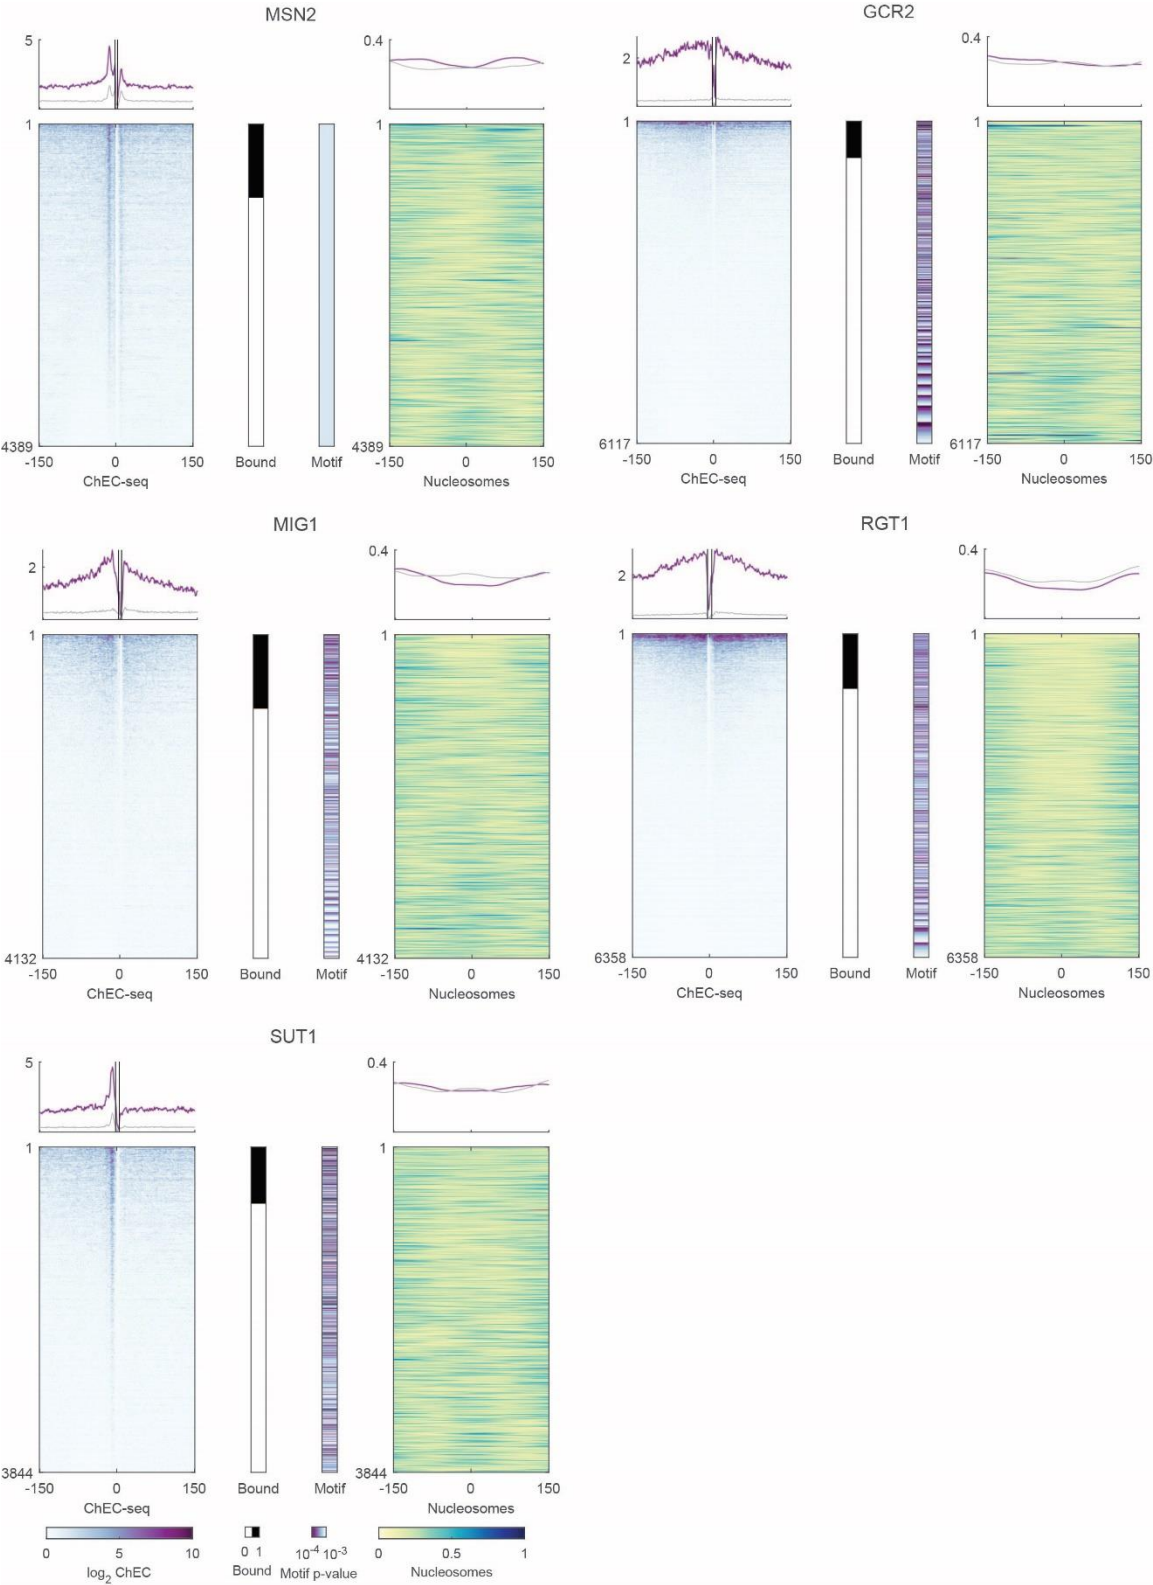 MSN2
GCR2
5
0.4
2
0.4
1
1
1
1
4389
4389
6117
6117
-150 0 150
Bound
Motif
-150 0 150
-150 0 150
Bound
Motif
-150 0 150
ChEC-seq
Nucleosomes
ChEC-seq
Nucleosomes
MIG1
RGT1
2
0.4
2
0.4
1
1
1
1
4132
4132
6358
6358
-150 0 150
Bound
Motif
-150 0 150
-150 0 150
Bound
Motif
-150 0 150
ChEC-seq
Nucleosomes
ChEC-seq
Nucleosomes
SUT1
5
0.4
1
1
3844
3844
-150 0 150
Bound
Motif
-150 0 150
ChEC-seq
Nucleosomes
0 5 10
log2 ChEC
0 1
Bound
10-4 10-3
Motif p-value
0 0.5 1
Nucleosomes